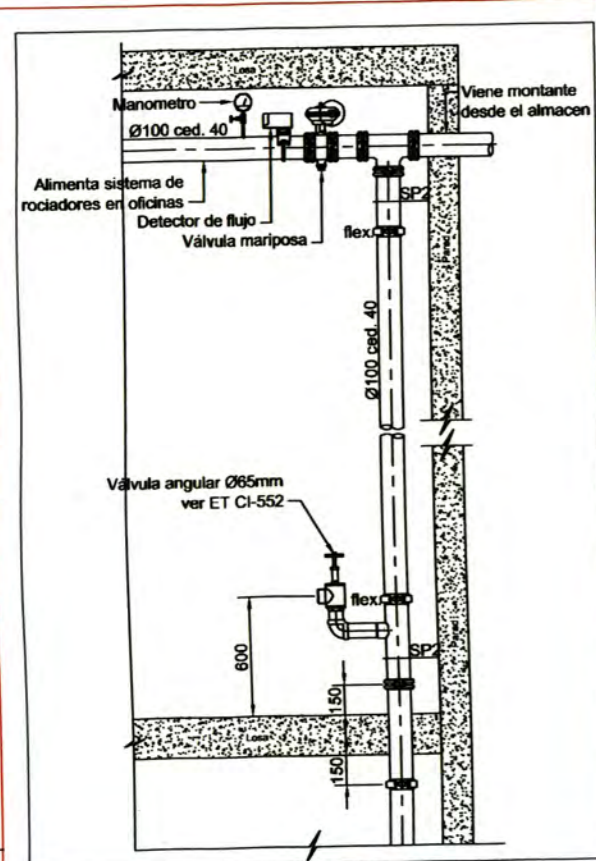 Losa
Manometro
Viene montante
desde el almacen
Ø100 ced. 40
Alimenta sistema de
rociadores en oficinas
Detector de flujo
Válvula mariposa
SP2
flex.
Pared
Ø100 ced. 40
Válvula angular Ø65mm
ver ET CI-552
flex.
Pared
SP2
600
150
Losa
150